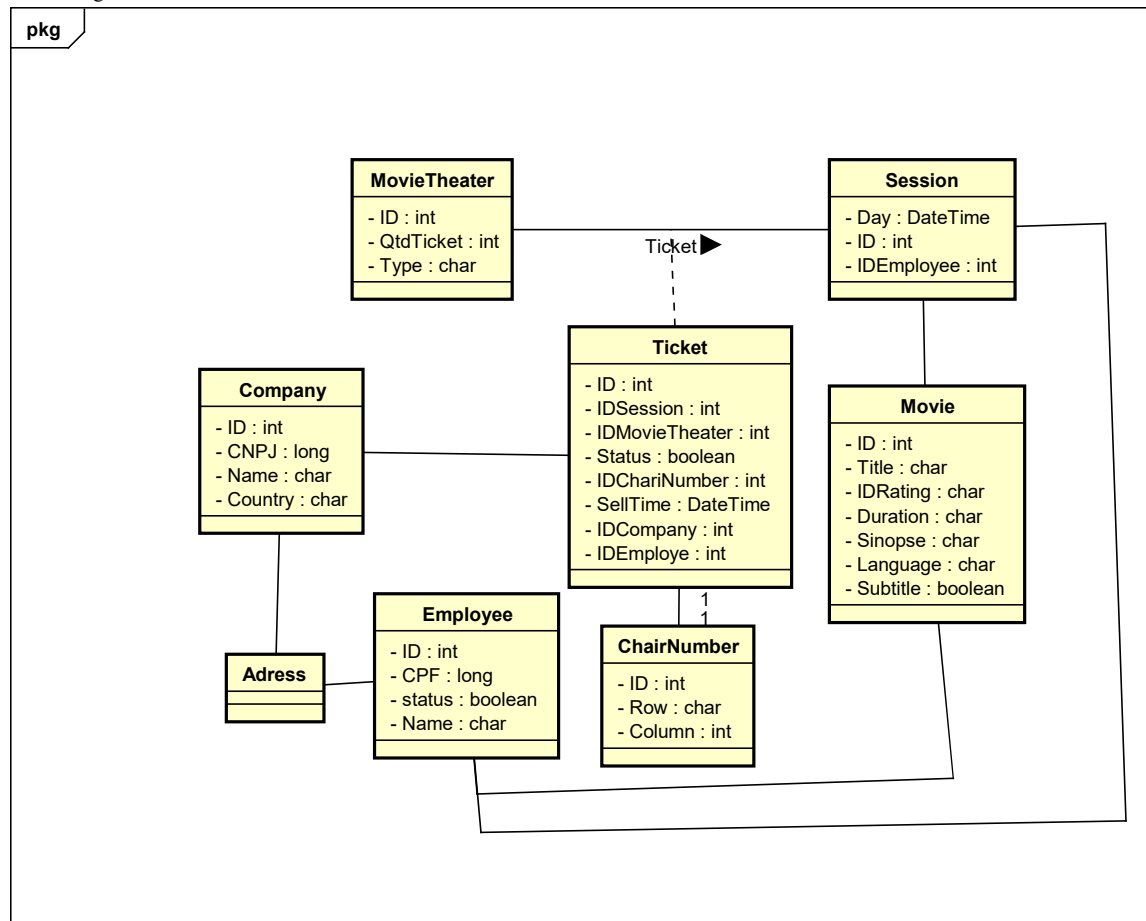 pkg
MovieTheater
- ID : int
- QtdTicket : int
- Type : char
Session
- Day : DateTime
- ID : int
- IDEmployee : int
Ticket
Ticket
- ID : int
- IDSession : int
- IDMovieTheater : int
- Status : boolean
- IDChariNumber : int
- SellTime : DateTime
- IDCompany : int
- IDEmploye : int
Company
- ID : int
- CNPJ : long
- Name : char
- Country : char
Movie
- ID : int
- Title : char
- IDRating : char
- Duration : char
- Sinopse : char
- Language : char
- Subtitle : boolean
Employee
- ID : int
- CPF : long
- status : boolean
- Name : char
1
1
ChairNumber
- ID : int
- Row : char
- Column : int
Adress